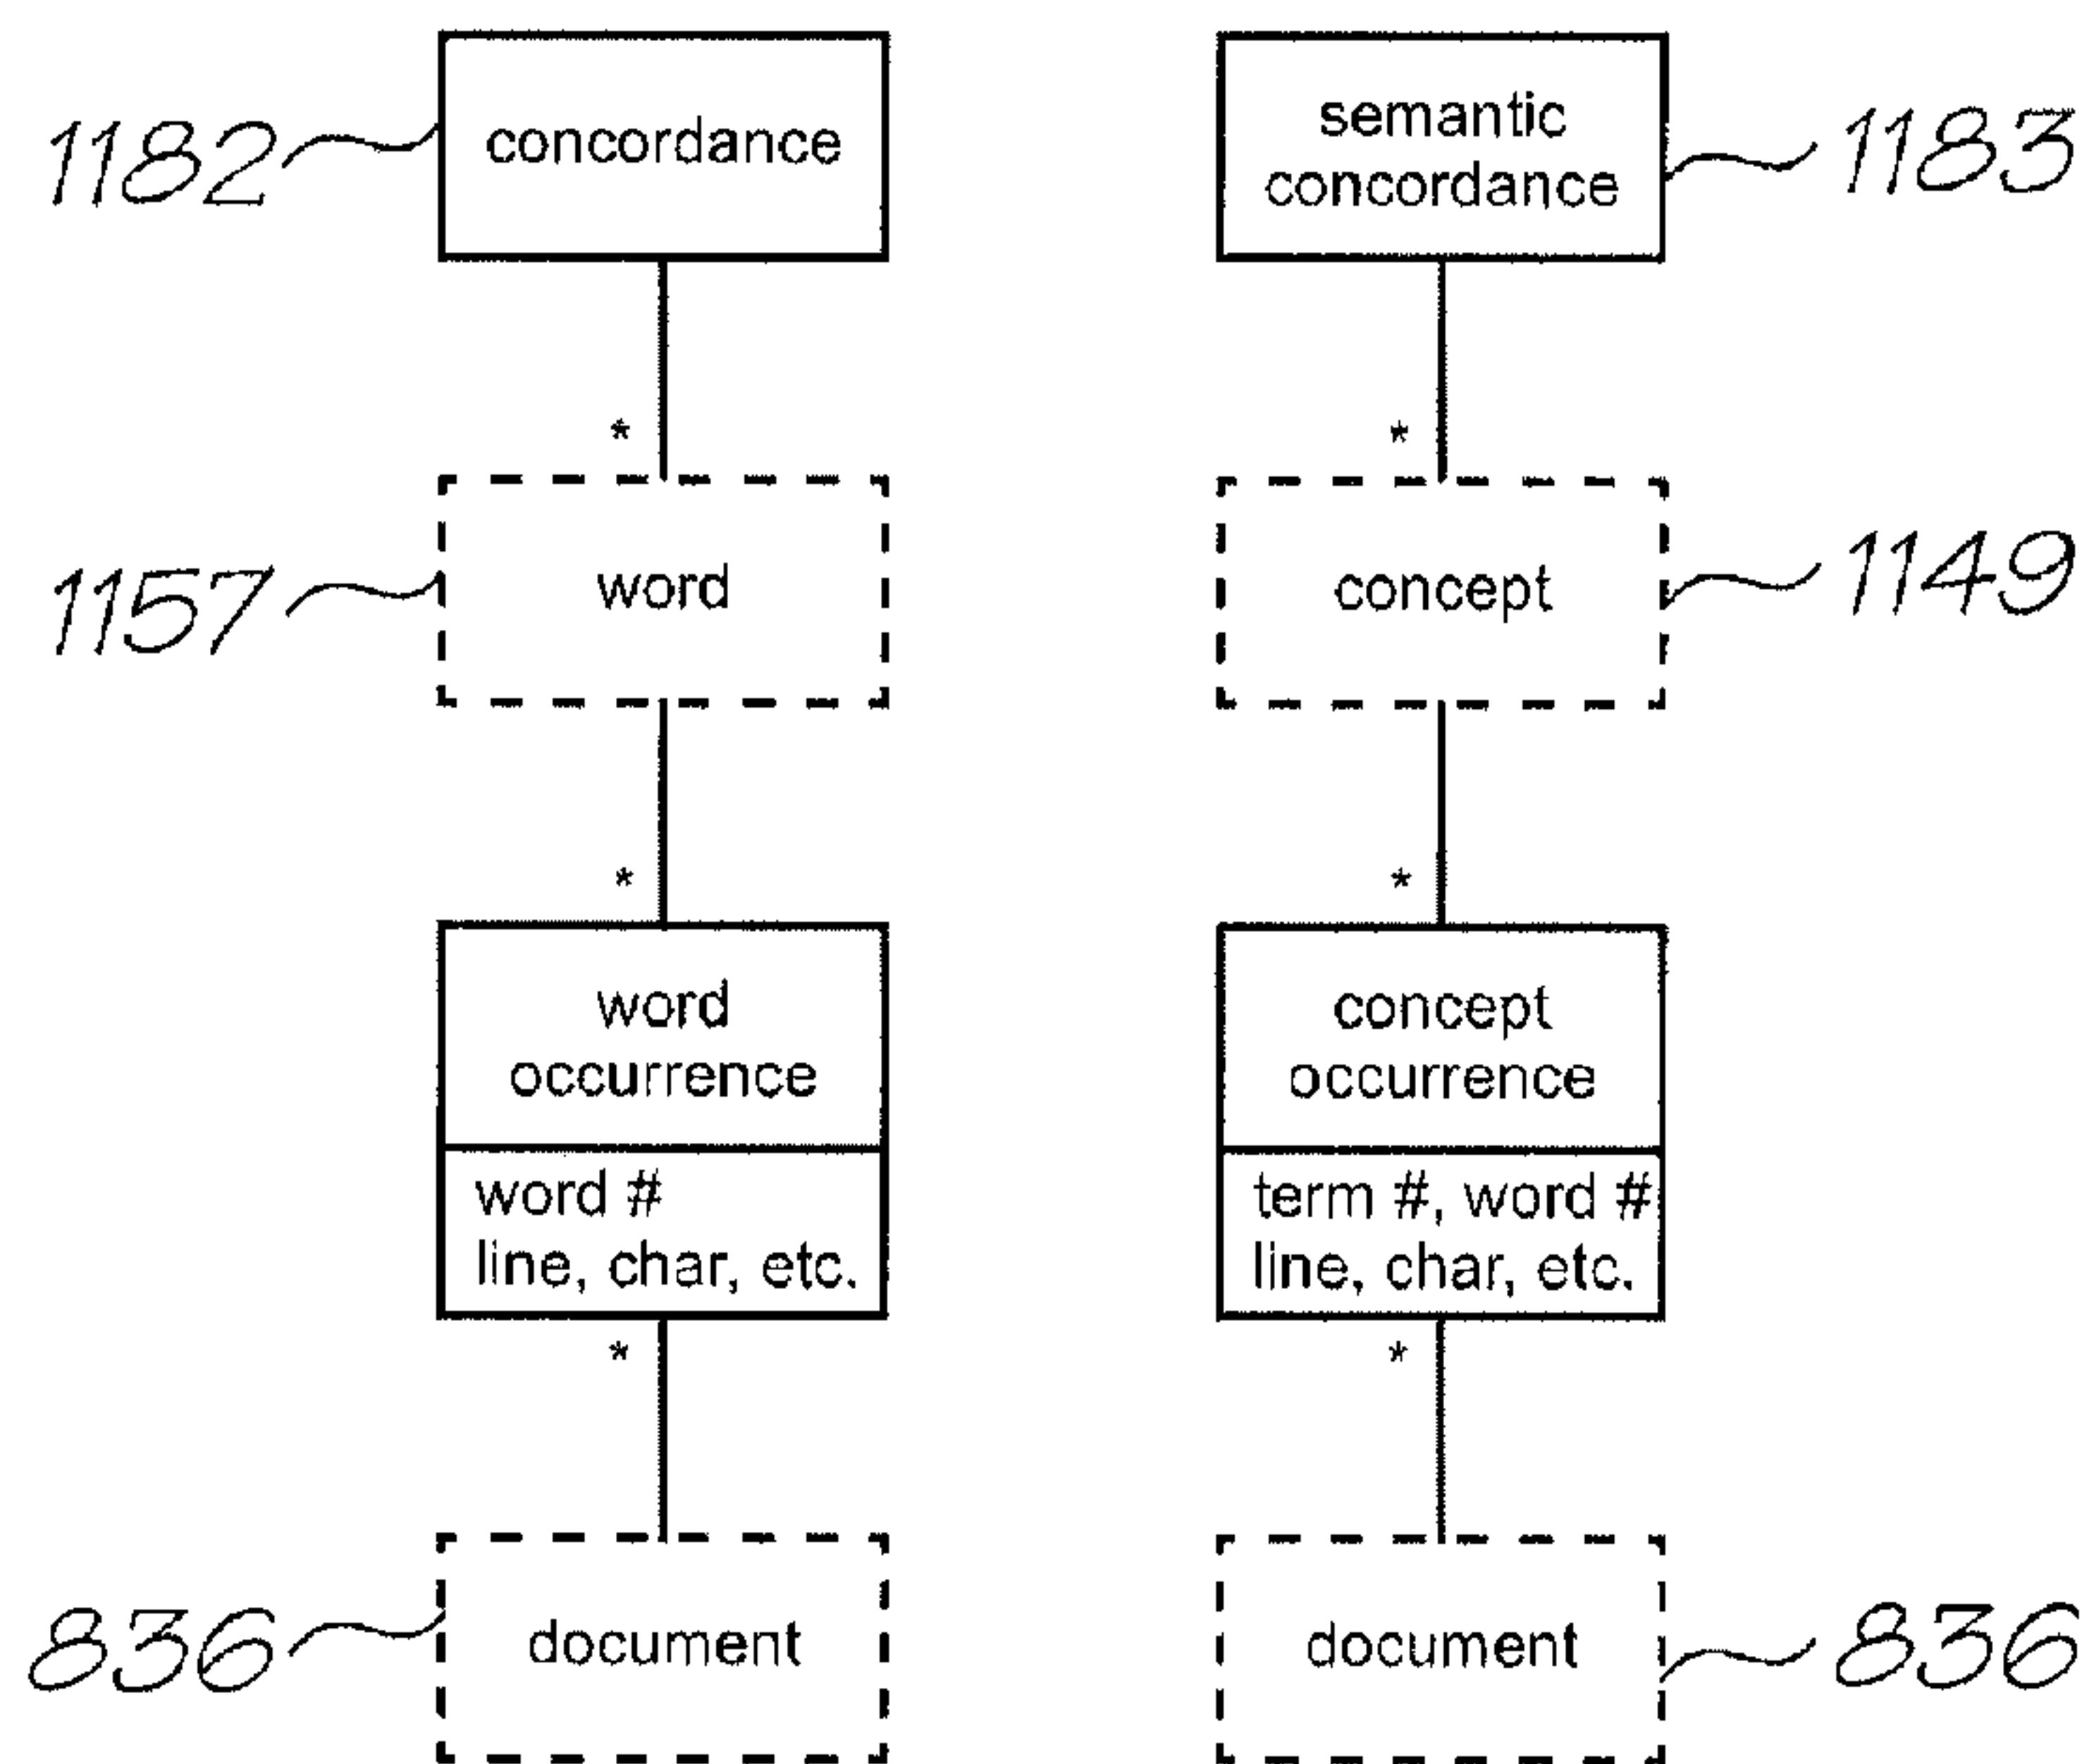 1182
concordance
semantic
concordance
1183
*
*
1157
word
concept
1149
*
*
word
occurrence
concept
occurrence
word #
line, char, etc.
term #, word #
line, char, etc.
*
*
836
document
document
836